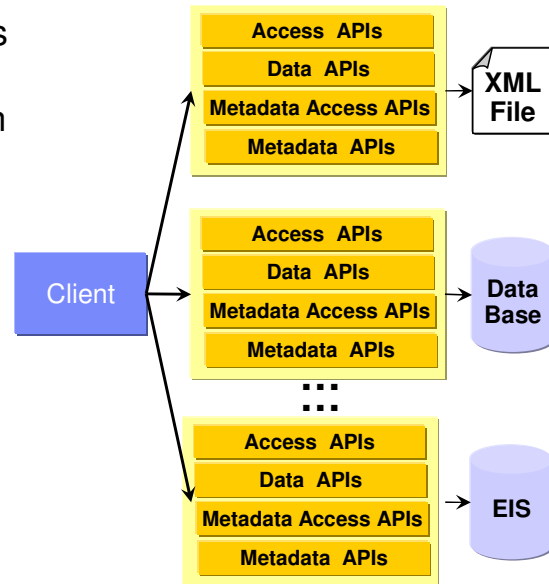 s
n
Access APIs
Data APIs
Metadata Access APIs
Metadata APIs
XML
File
Client
Access APIs
Data APIs
Metadata Access APIs
Metadata APIs
Data
Base
Access APIs
Data APIs
Metadata Access APIs
Metadata APIs
EIS